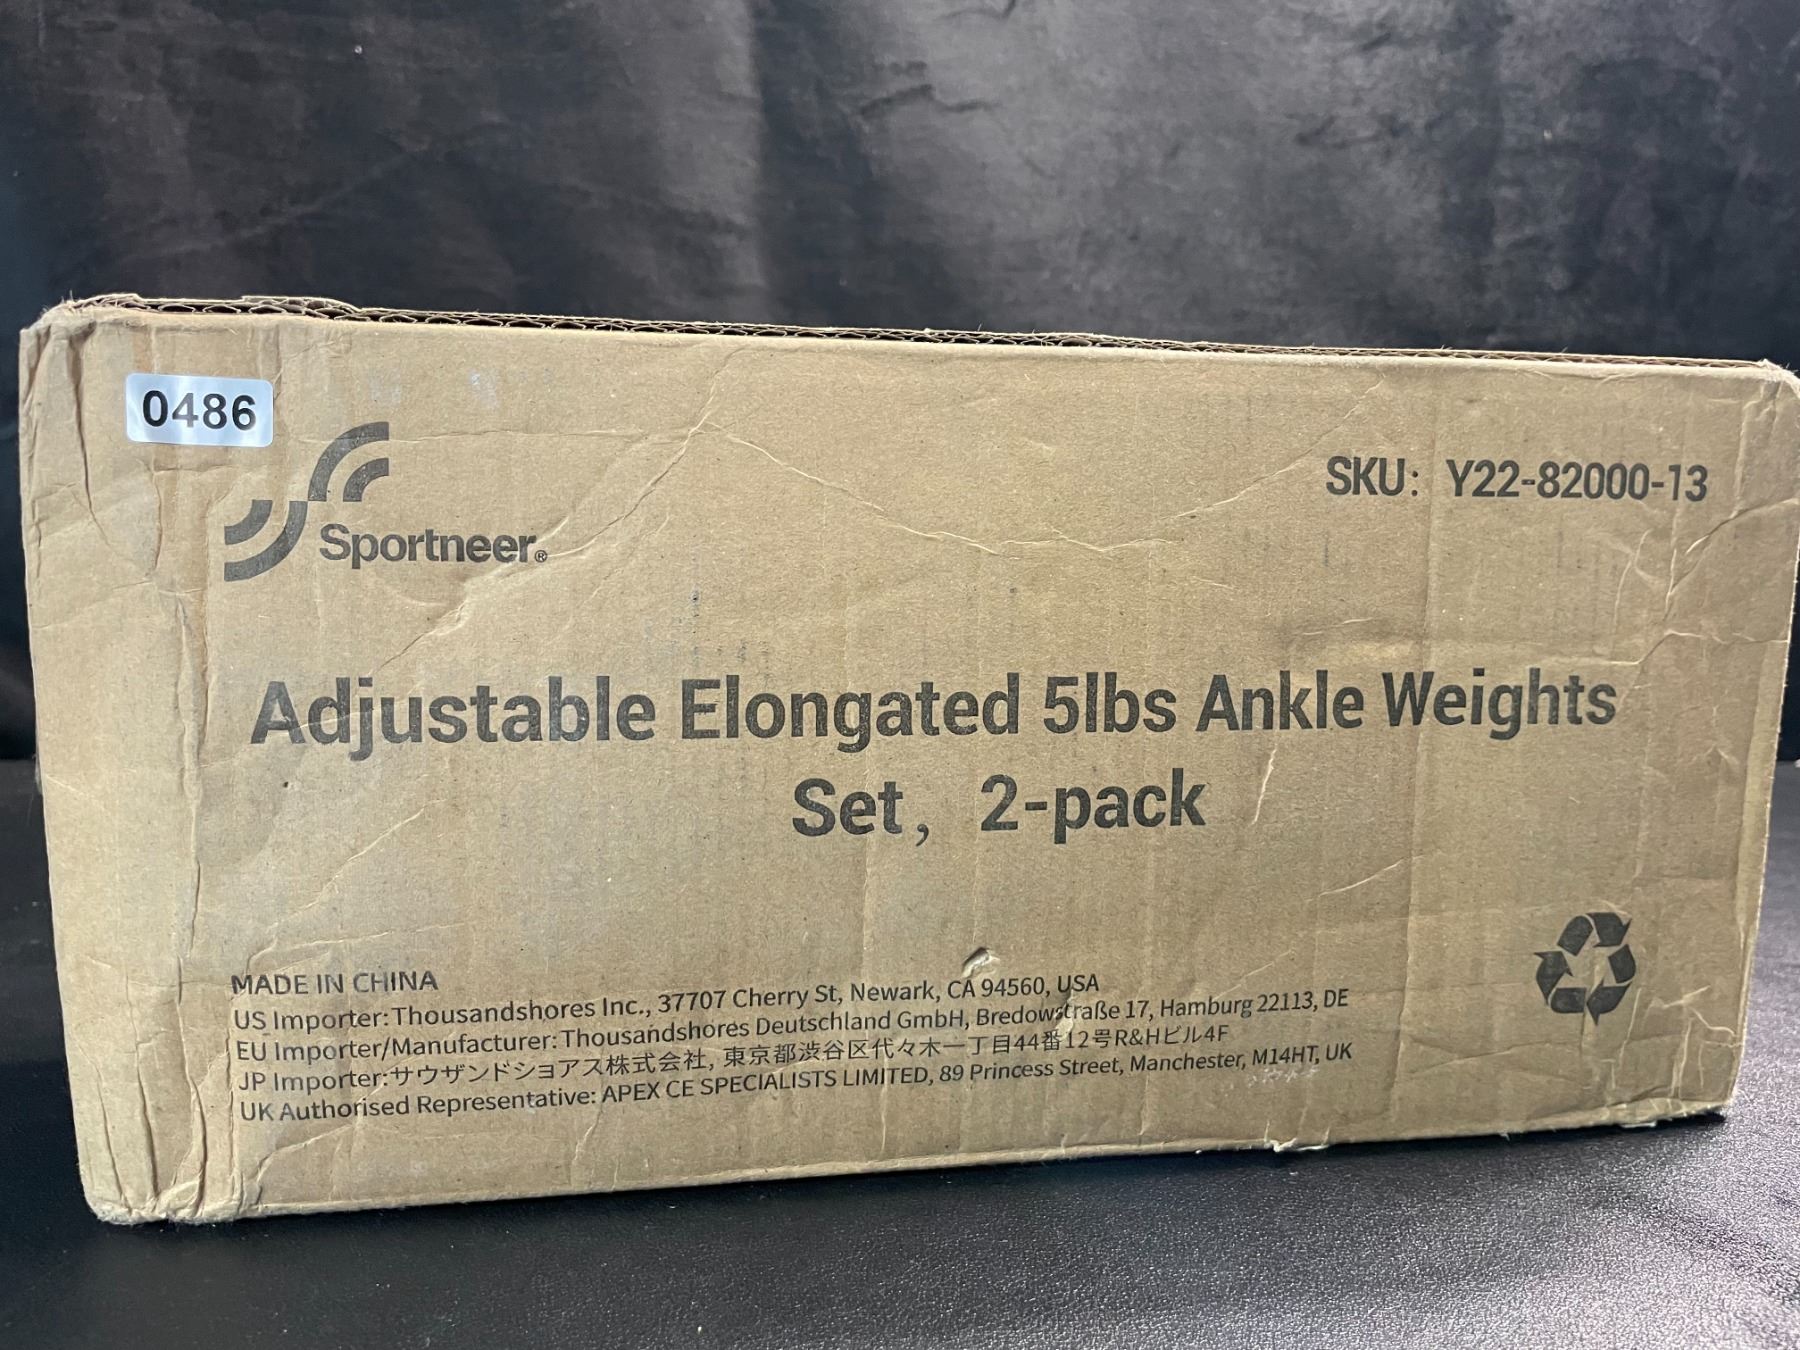 0486
Sportneer®
SKU: Y22-82000-13
Adjustable Elongated 5lbs Ankle Weights
Set, 2-pack
MADE IN CHINA
US Importer:Thousandshores Inc., 37707 Cherry St, Newark, CA 94560, USA
EU Importer/Manufacturer:Thousandshores Deutschland GmbH, Bredowstraße 17, Hamburg 22113, DE
JP Importer:サウザンドショアス株式会社, 東京都渋谷区代々木一丁目44番12号R&Hビル4F
UK Authorised Representative: APEX CE SPECIALISTS LIMITED, 89 Princess Street, Manchester, M14HT, UK